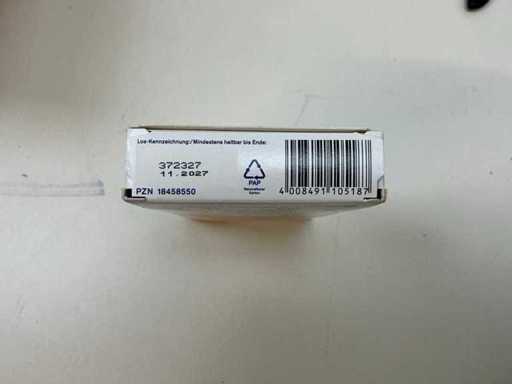 Los-Kennzeichnung:/Mindestens haltbar bis Ende:
372327
11.2027
PAP
PZN 18458550
4 008491 105187